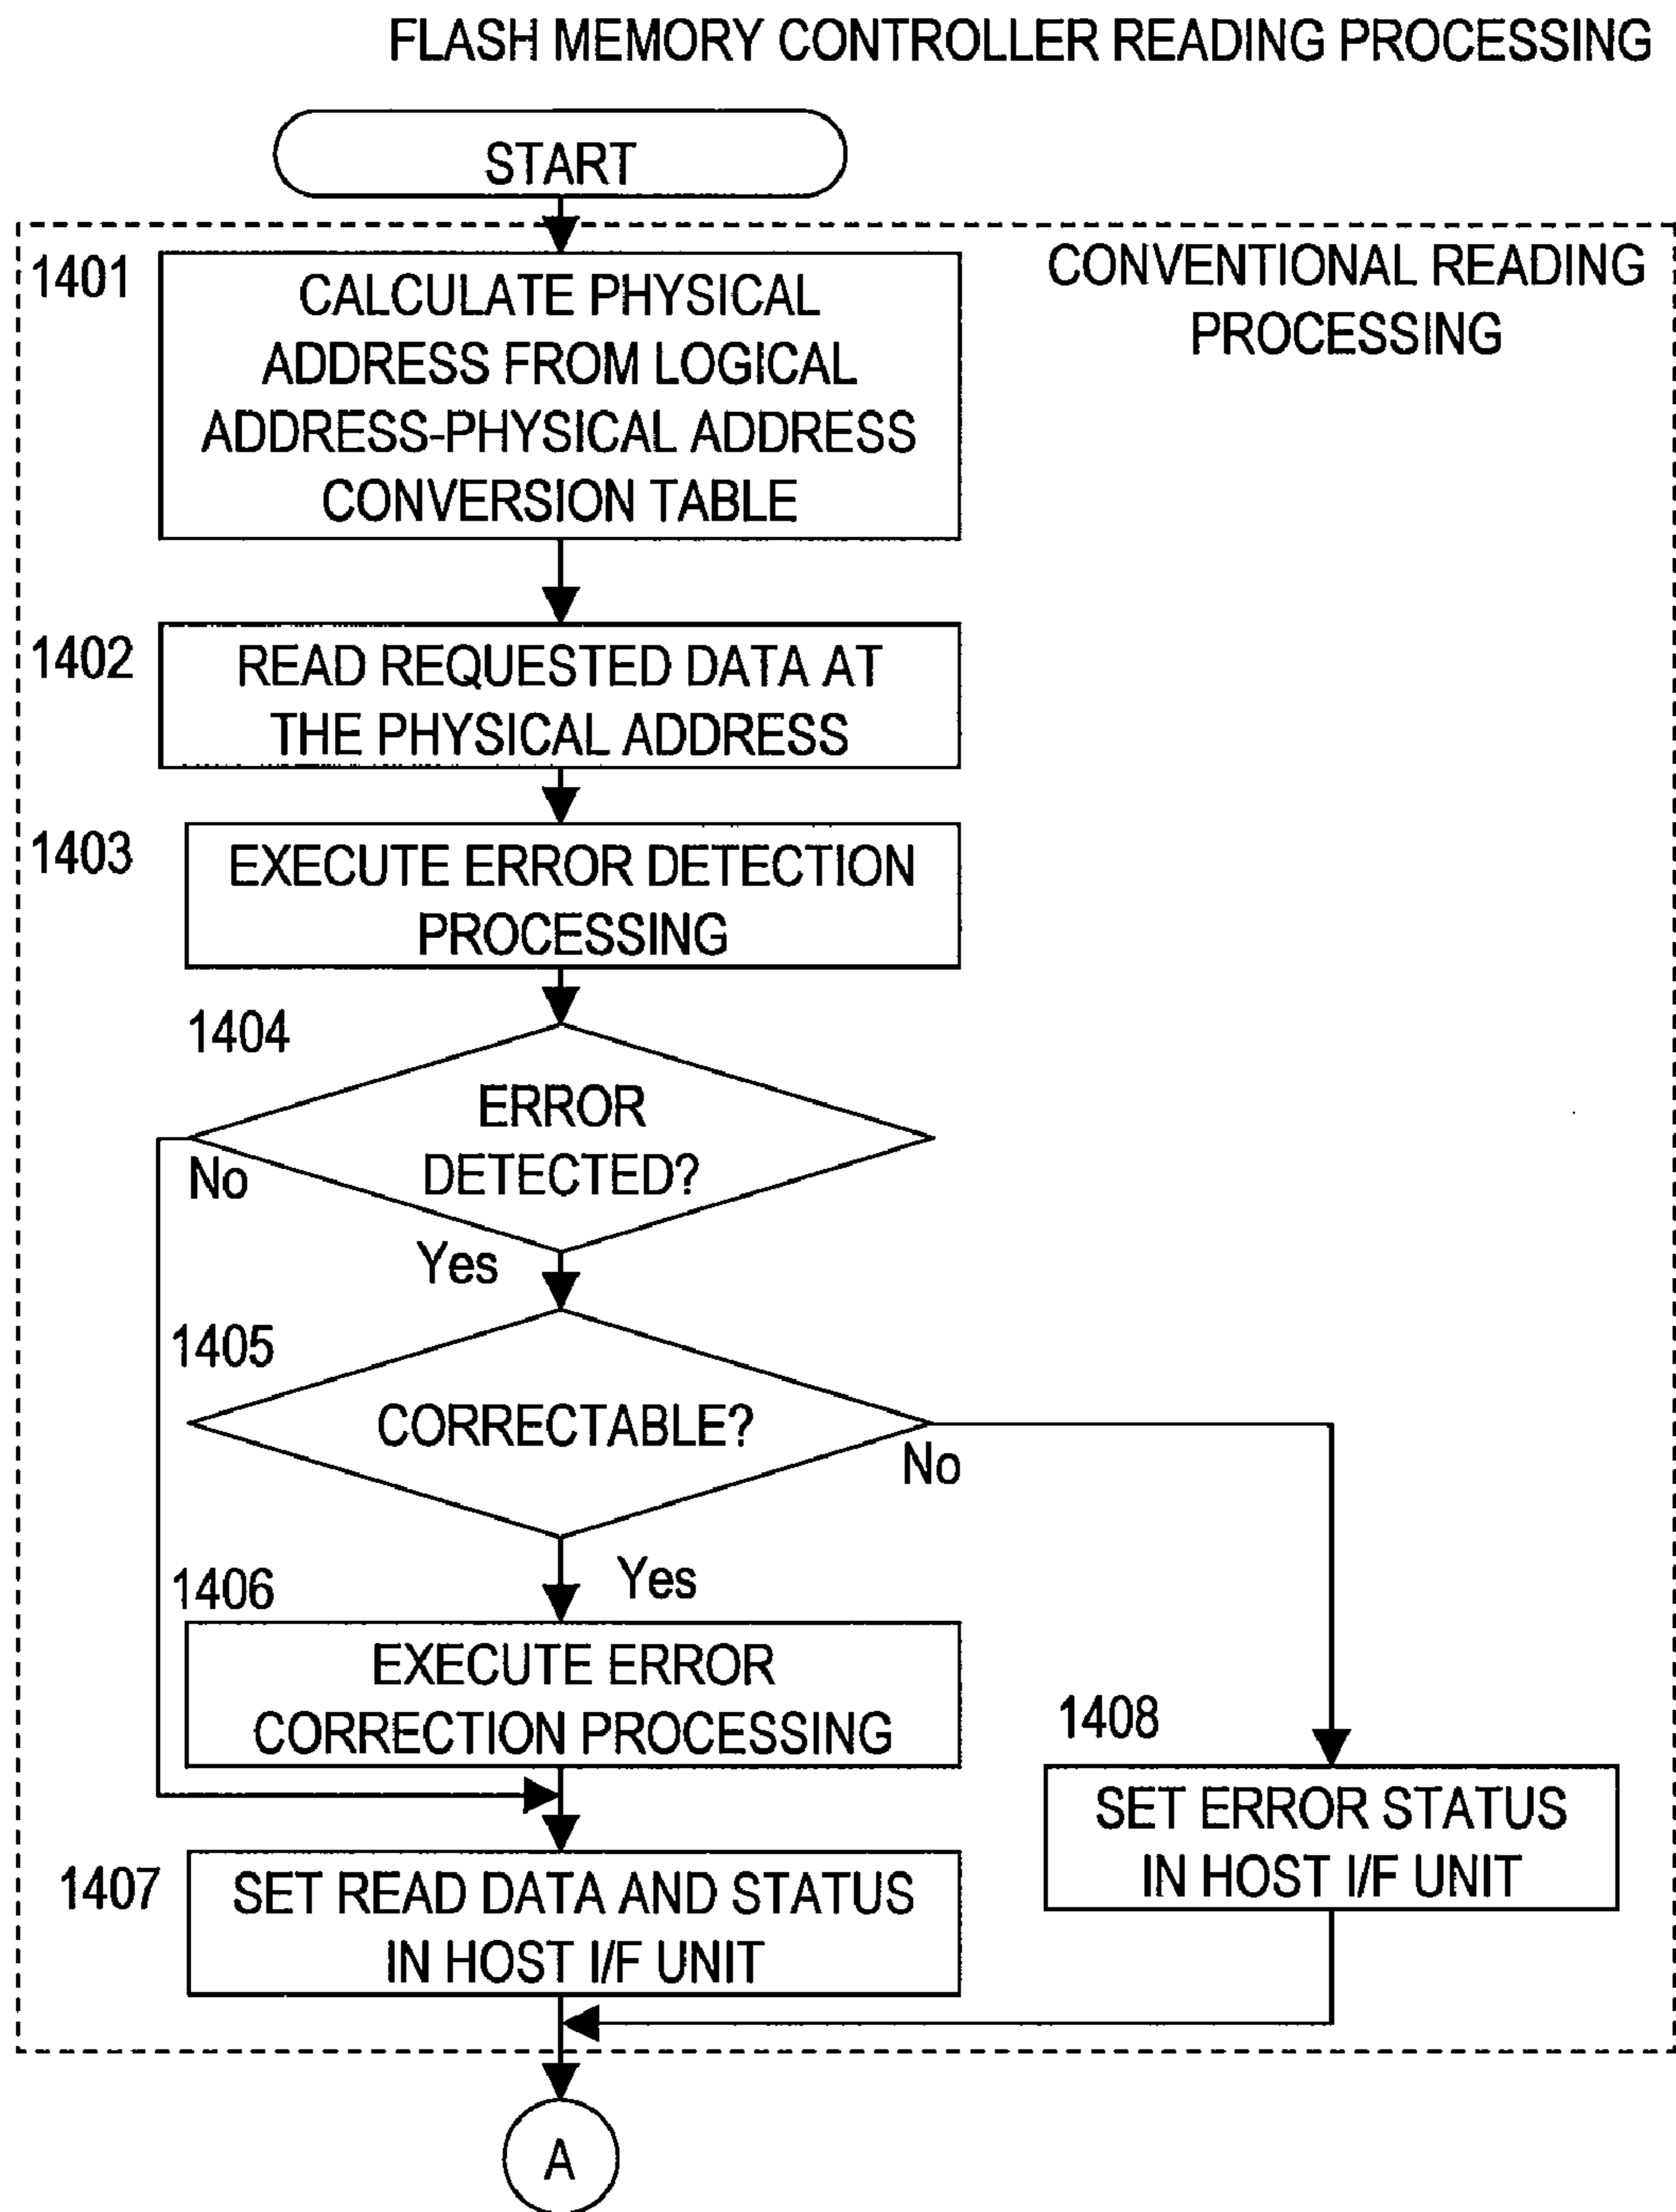 FLASH MEMORY CONTROLLER READING PROCESSING
START
CONVENTIONAL READING
PROCESSING
1401
CALCULATE PHYSICAL
ADDRESS FROM LOGICAL
ADDRESS-PHYSICAL ADDRESS
CONVERSION TABLE
1402
READ REQUESTED DATA AT
THE PHYSICAL ADDRESS
1403
EXECUTE ERROR DETECTION
PROCESSING
1404
ERROR
DETECTED?
No
Yes
1405
CORRECTABLE?
No
Yes
1406
EXECUTE ERROR
CORRECTION PROCESSING
1408
SET ERROR STATUS
IN HOST I/F UNIT
1407
SET READ DATA AND STATUS
IN HOST I/F UNIT
A